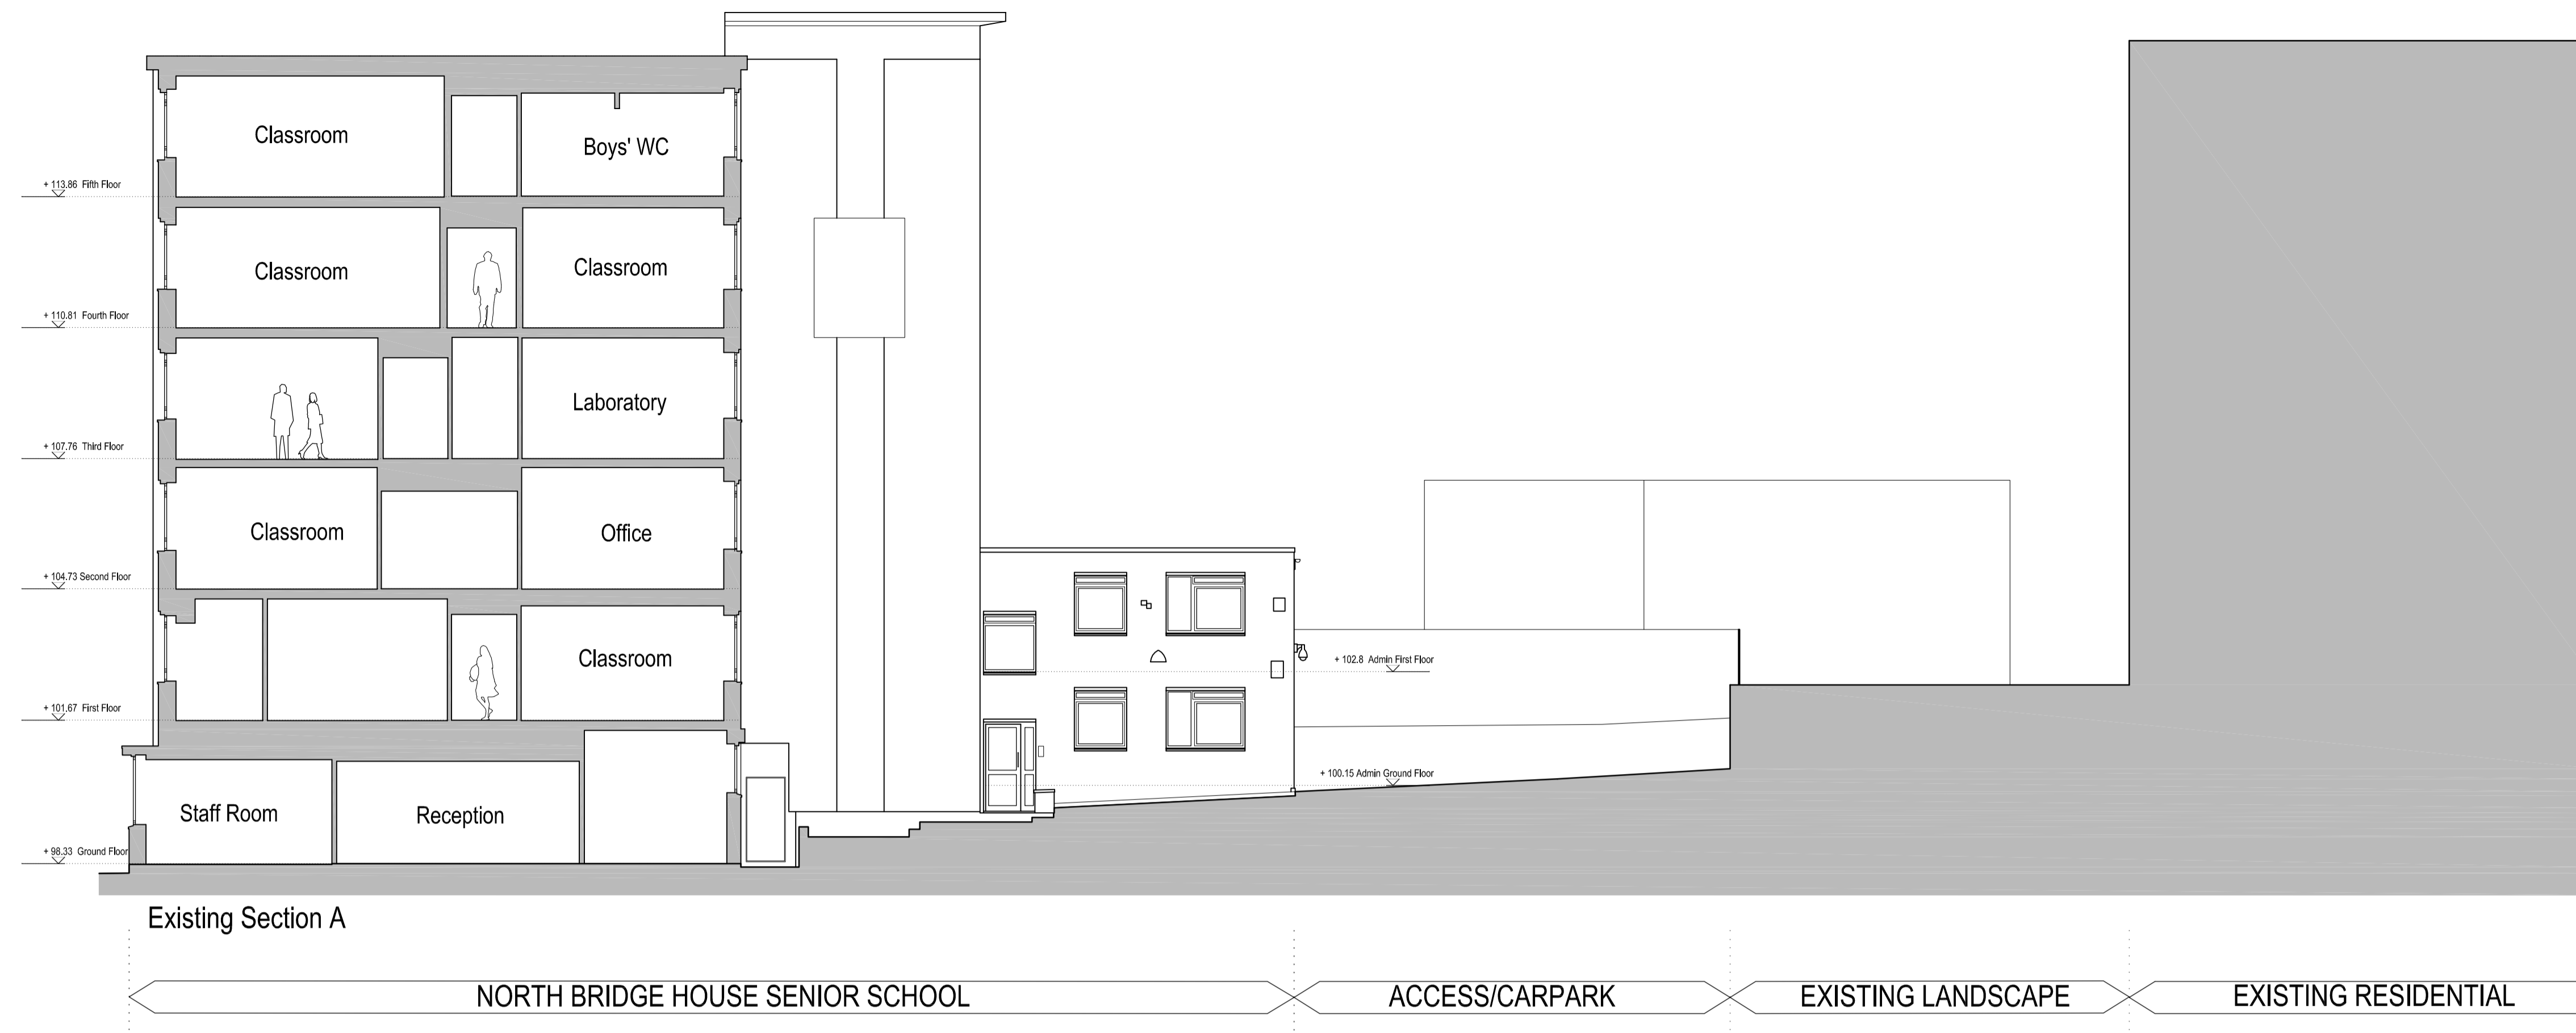 Classroom
Boys' WC
+ 113.86 Fifth Floor
Classroom
Classroom
+ 110.81 Fourth Floor
Laboratory
+ 107.76 Third Floor
Classroom
Office
+ 104.73 Second Floor
Classroom
+ 102.8 Admin First Floor
+ 101.67 First Floor
+ 100.15 Admin Ground Floor
Staff Room
Reception
+ 98.33 Ground Floor
Existing Section A
NORTH BRIDGE HOUSE SENIOR SCHOOL
ACCESS/CARPARK
EXISTING LANDSCAPE
EXISTING RESIDENTIAL